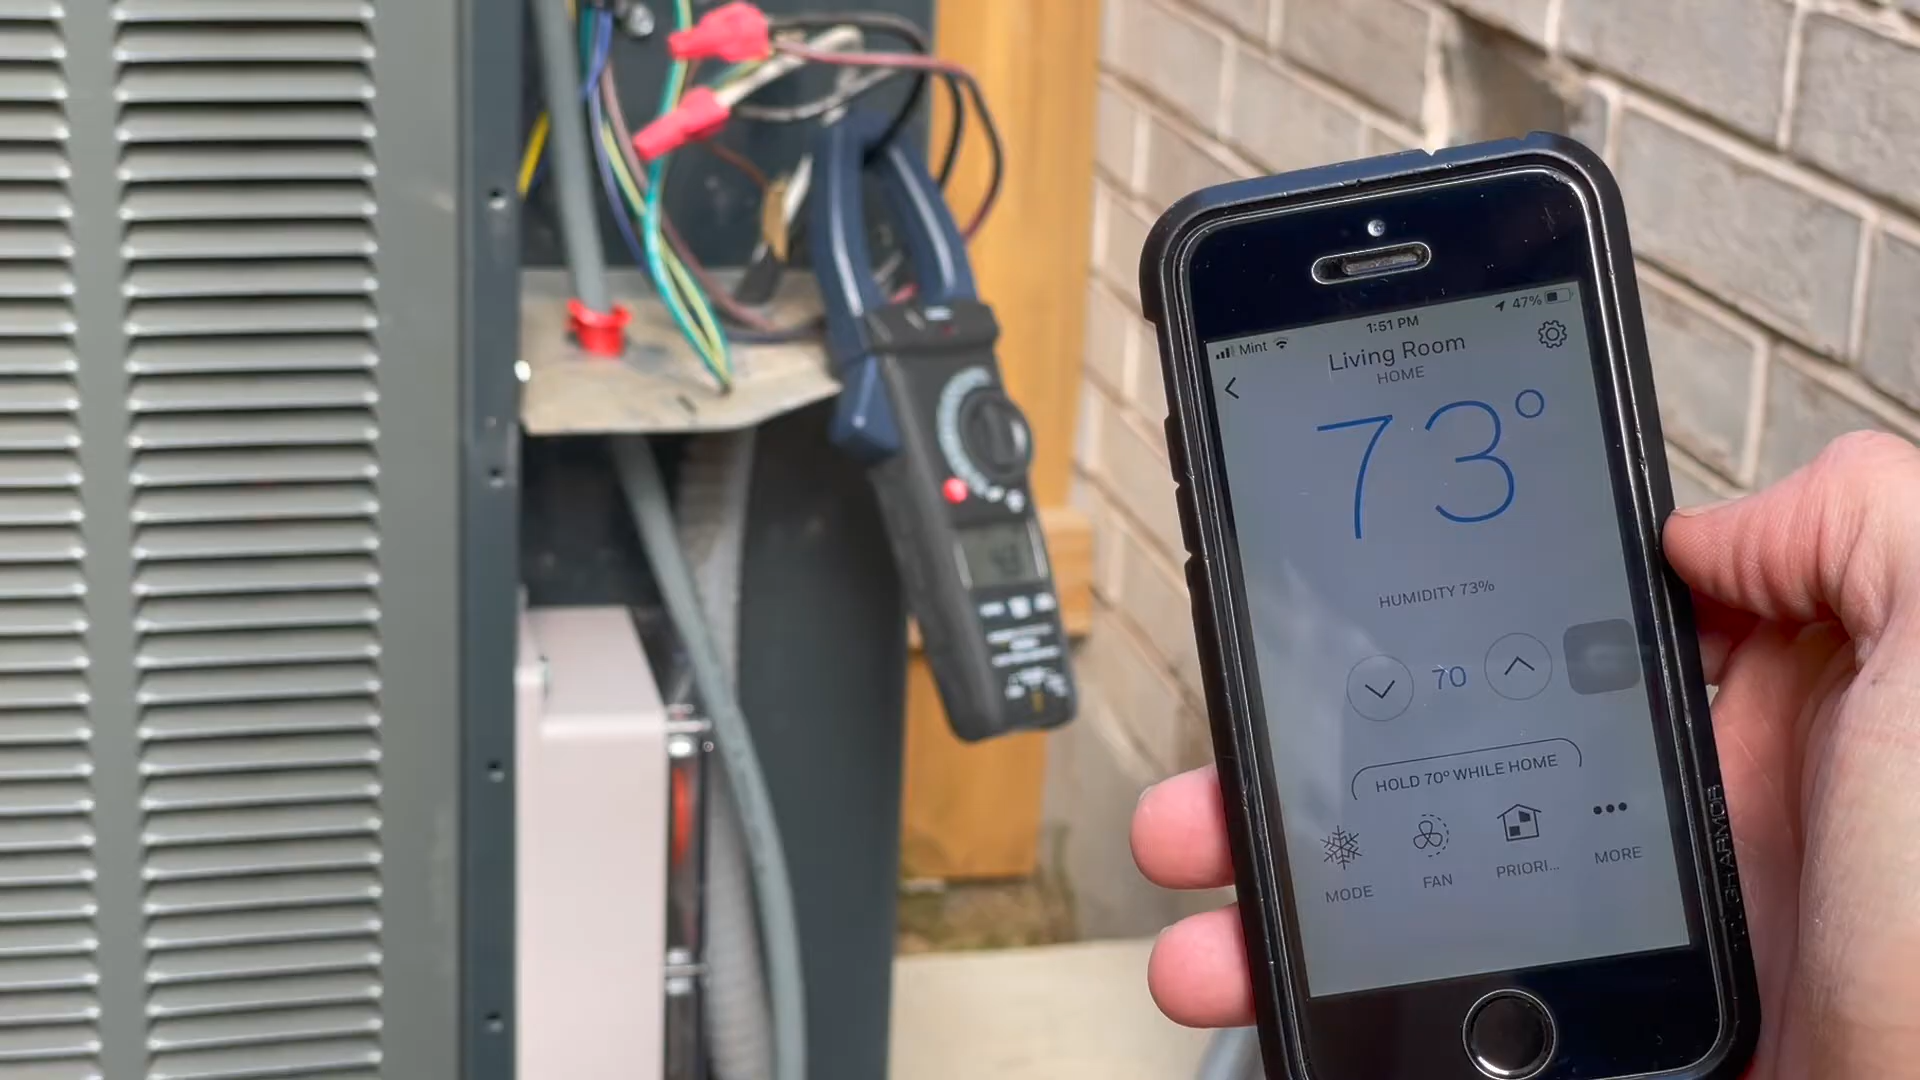 47%
1:51 PM
Mint
Living Room
HOME
73°
HUMIDITY 73%
70
HOLD 70° WHILE HOME
MODE
FAN
PRIORI...
MORE